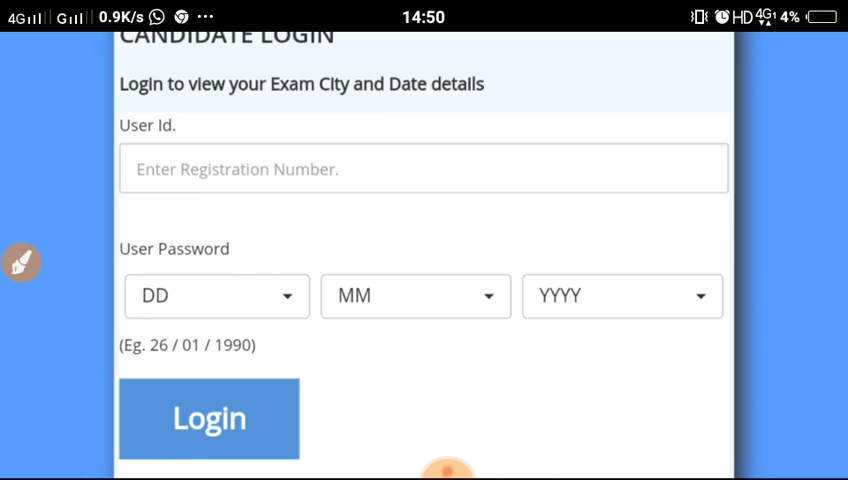 4G G 0.9K/s 14:50 HD 4G 1 4%
CANDIDATE LOGIN
Login to view your Exam City and Date details
User Id.
Enter Registration Number.
User Password
DD MM YYYY
(Eg. 26 / 01 / 1990)
Login